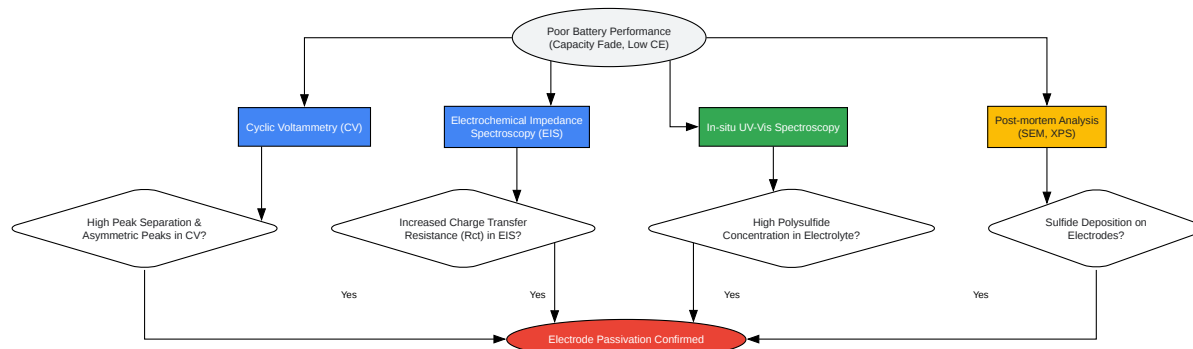 Poor Battery Performance
(Capacity Fade, Low CE)
Cyclic Voltammetry (CV)
Electrochemical Impedance
Spectroscopy (EIS)
In-situ UV-Vis Spectroscopy
Post-mortem Analysis
(SEM, XPS)
High Peak Separation &
Asymmetric Peaks in CV?
Increased Charge Transfer
Resistance (Rct) in EIS?
High Polysulfide
Concentration in Electrolyte?
Sulfide Deposition on
Electrodes?
Yes
Yes
Yes
Yes
Electrode Passivation Confirmed